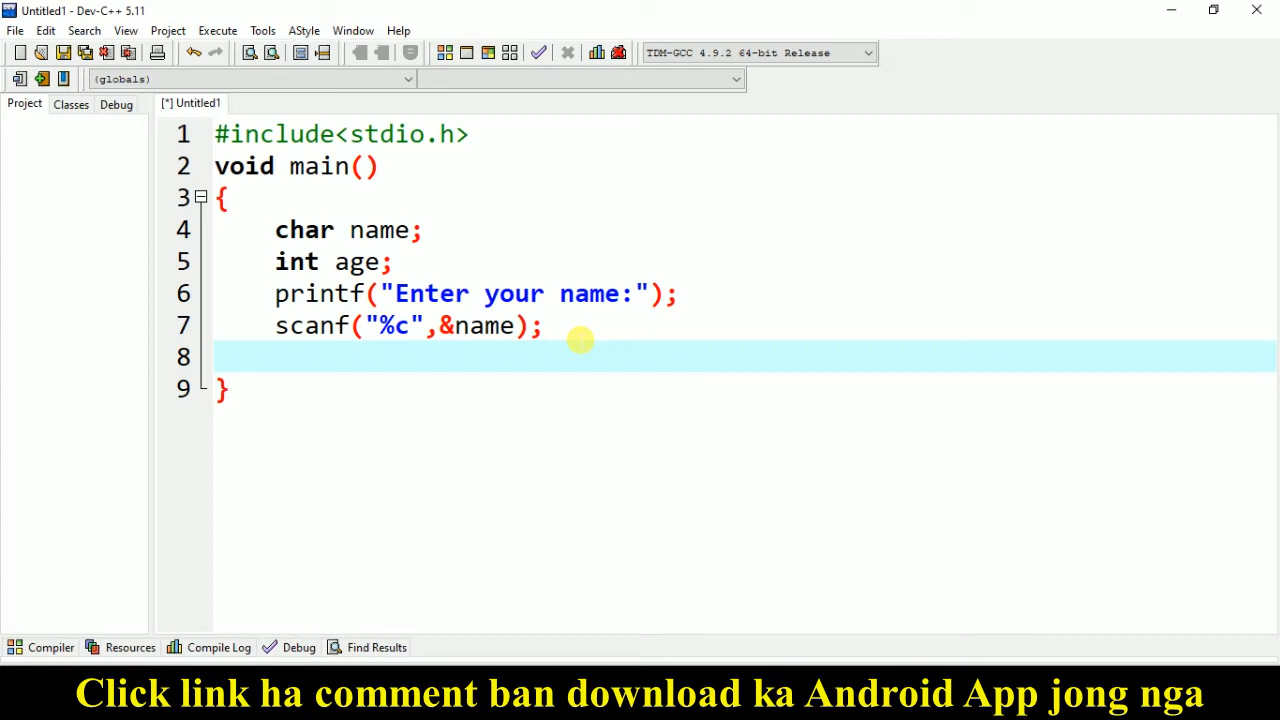 Untitled1 - Dev-C++ 5.11
File Edit Search View Project Execute Tools AStyle Window Help
TDM-GCC 4.9.2 64-bit Release
(globals)
Project Classes Debug [*] Untitled1
1 #include<stdio.h>
2 void main()
3 {
4 char name;
5 int age;
6 printf("Enter your name:");
7 scanf("%c",&name);
8
9 }
Compiler Resources Compile Log Debug Find Results
Click link ha comment ban download ka Android App jong nga